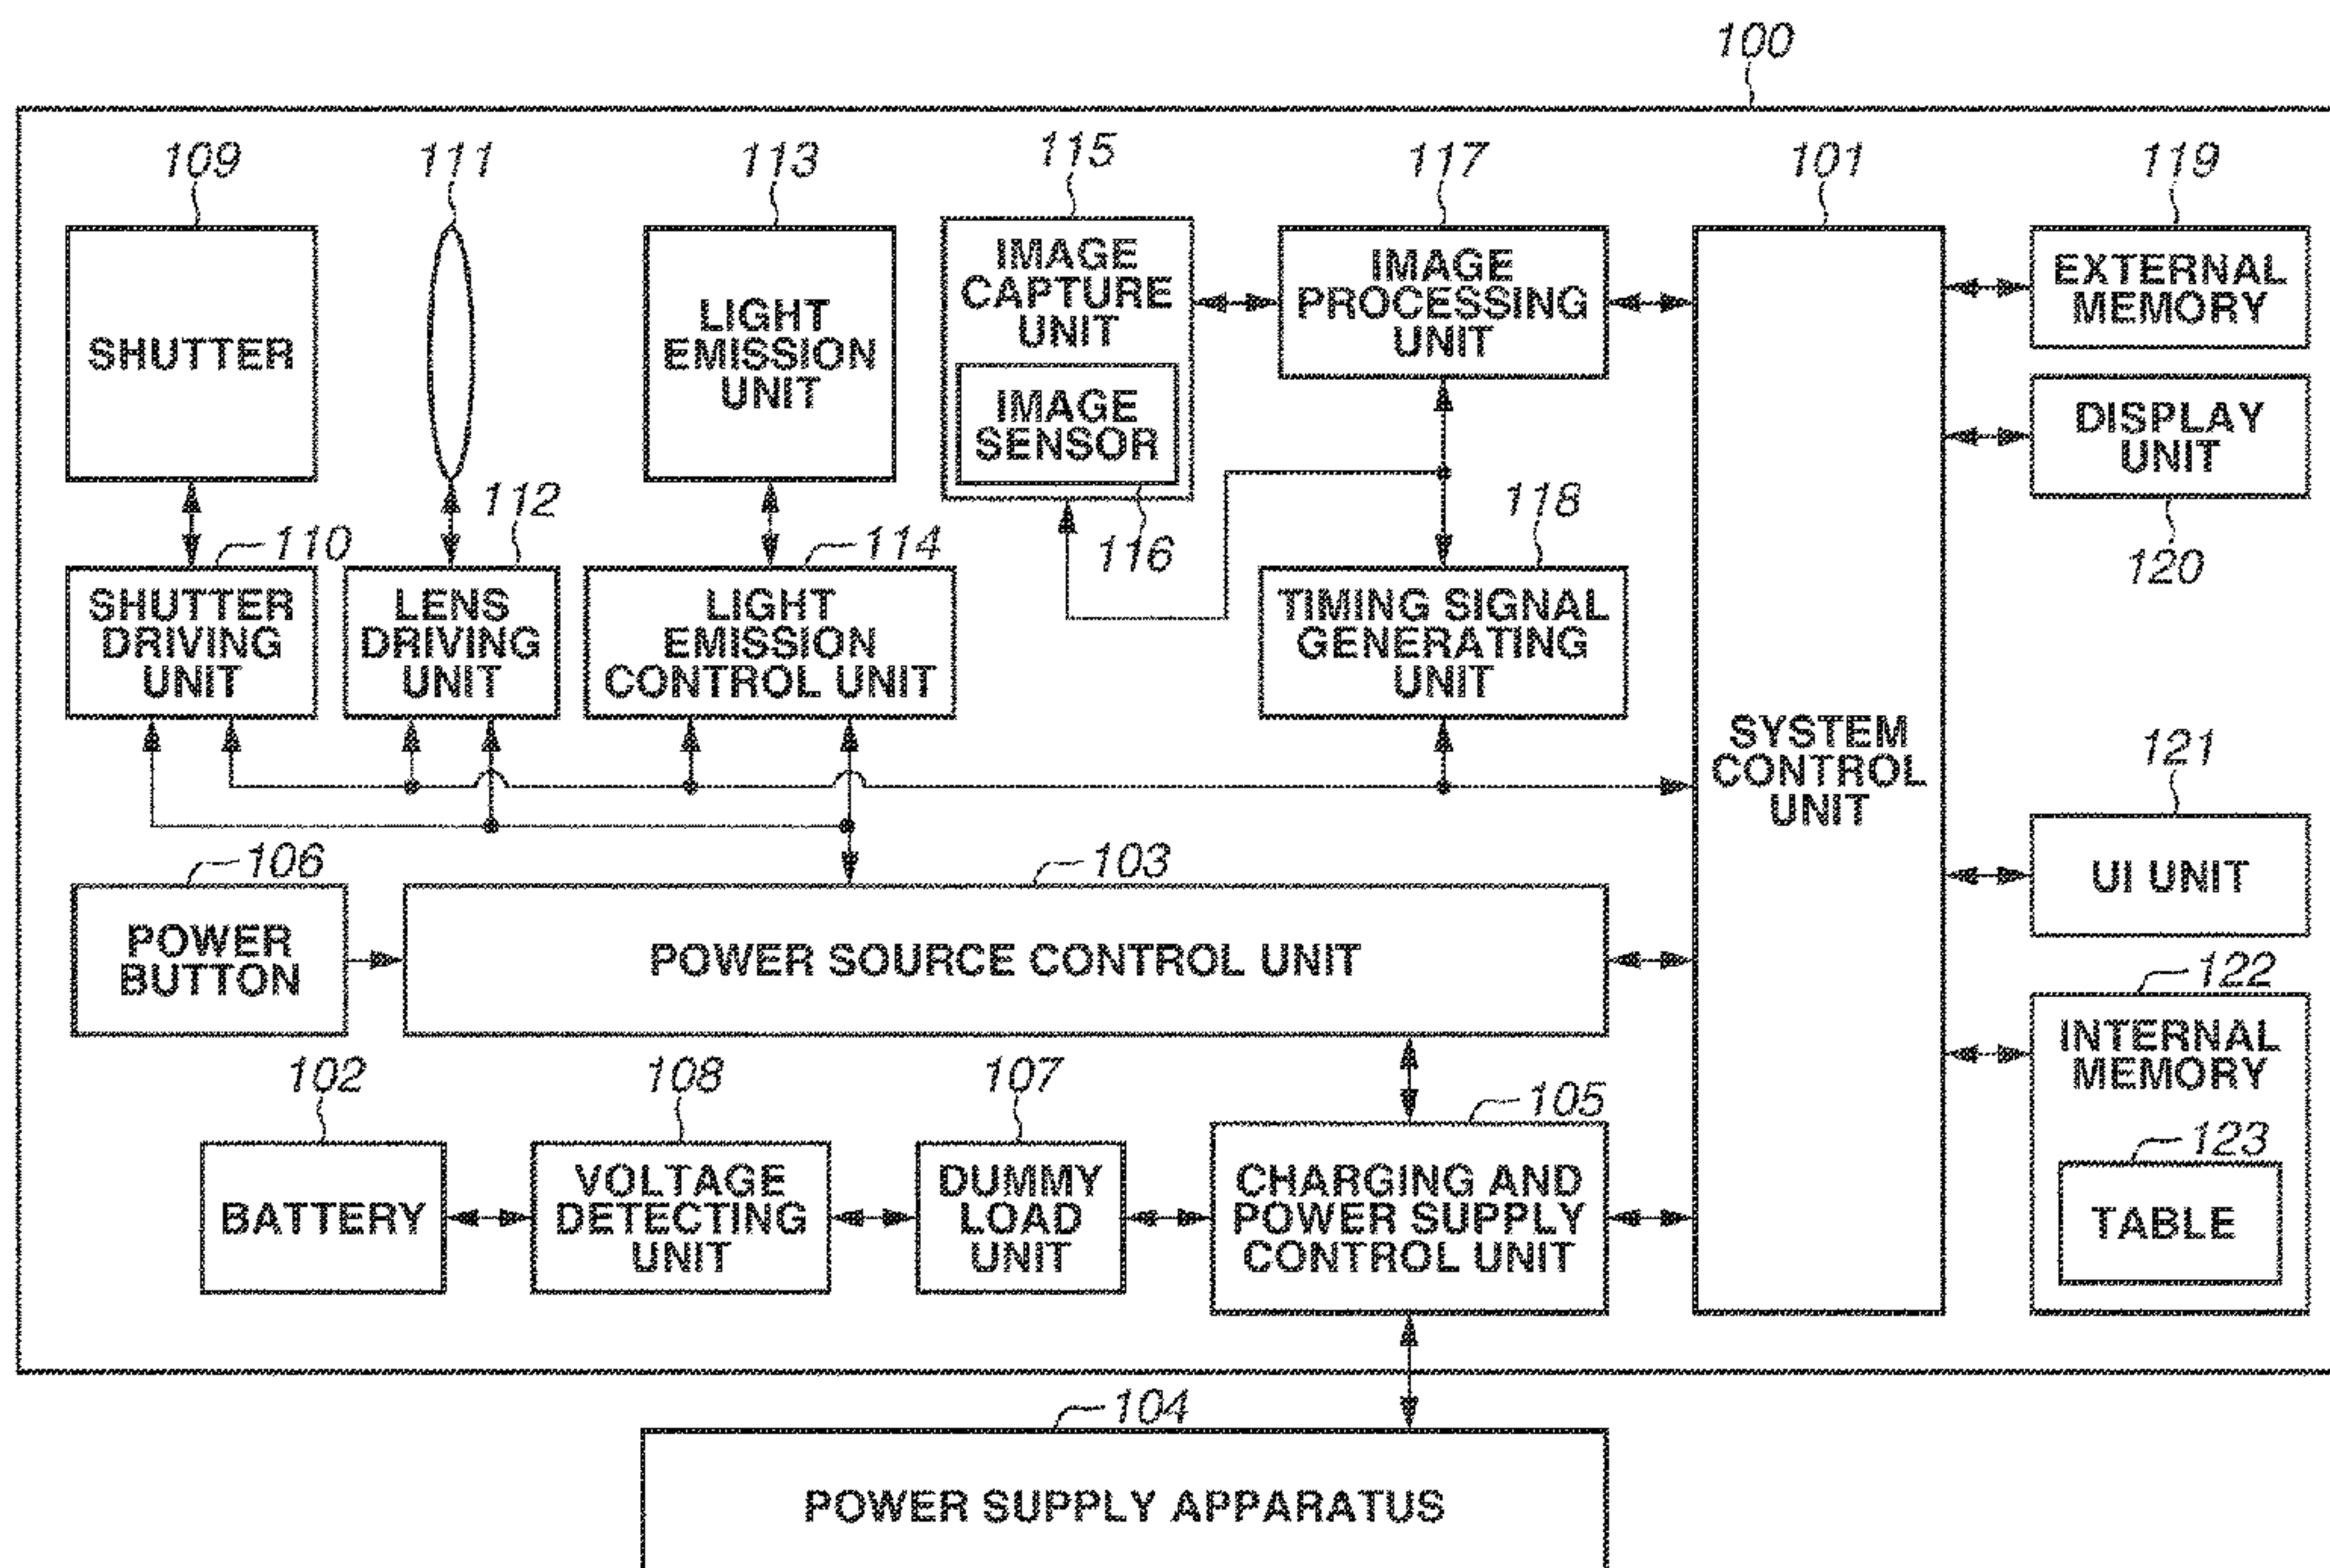 100
109
111
113
115
117
101
119
SHUTTER
LIGHT
EMISSION
UNIT
IMAGE
CAPTURE
UNIT
IMAGE
SENSOR
116
IMAGE
PROCESSING
UNIT
EXTERNAL
MEMORY
DISPLAY
UNIT
120
110
112
114
118
SHUTTER
DRIVING
UNIT
LENS
DRIVING
UNIT
LIGHT
EMISSION
CONTROL UNIT
TIMING SIGNAL
GENERATING
UNIT
SYSTEM
CONTROL
UNIT
121
UI UNIT
106
103
POWER
BUTTON
POWER SOURCE CONTROL UNIT
122
INTERNAL
MEMORY
123
TABLE
102
108
107
105
BATTERY
VOLTAGE
DETECTING
UNIT
DUMMY
LOAD
UNIT
CHARGING AND
POWER SUPPLY
CONTROL UNIT
104
POWER SUPPLY APPARATUS